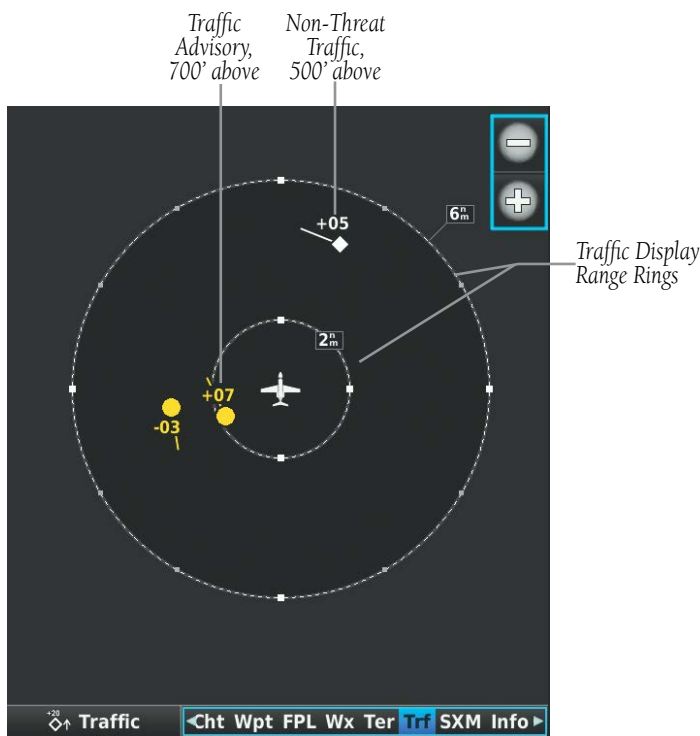 Traffic
Advisory,
700' above
Non-Threat
Traffic,
500' above
+05
6nm
Traffic Display
Range Rings
2nm
+07
-03
+20
Traffic
Cht Wpt FPL Wx Ter Trf SXM Info